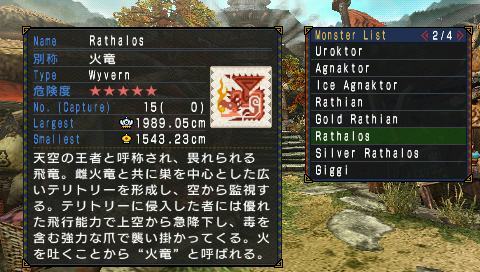 Name Rathalos
別称 火竜
Type Wyvern
危険度 ★★★★★
No. (Capture) 15( 0)
Largest 1989.05cm
Smallest 1543.23cm
天空の王者と呼称され、畏れられる
飛竜。雌火竜と共に巣を中心とした広
いテリトリーを形成し、空から監視す
る。テリトリーに侵入した者には優れ
た飛行能力で上空から急降下し、毒を
含む強力な爪で襲い掛かってくる。火
を吐くことから“火竜”と呼ばれる。
Monster List 2/4
Uroktor
Agnaktor
Ice Agnaktor
Rathian
Gold Rathian
Rathalos
Silver Rathalos
Giggi